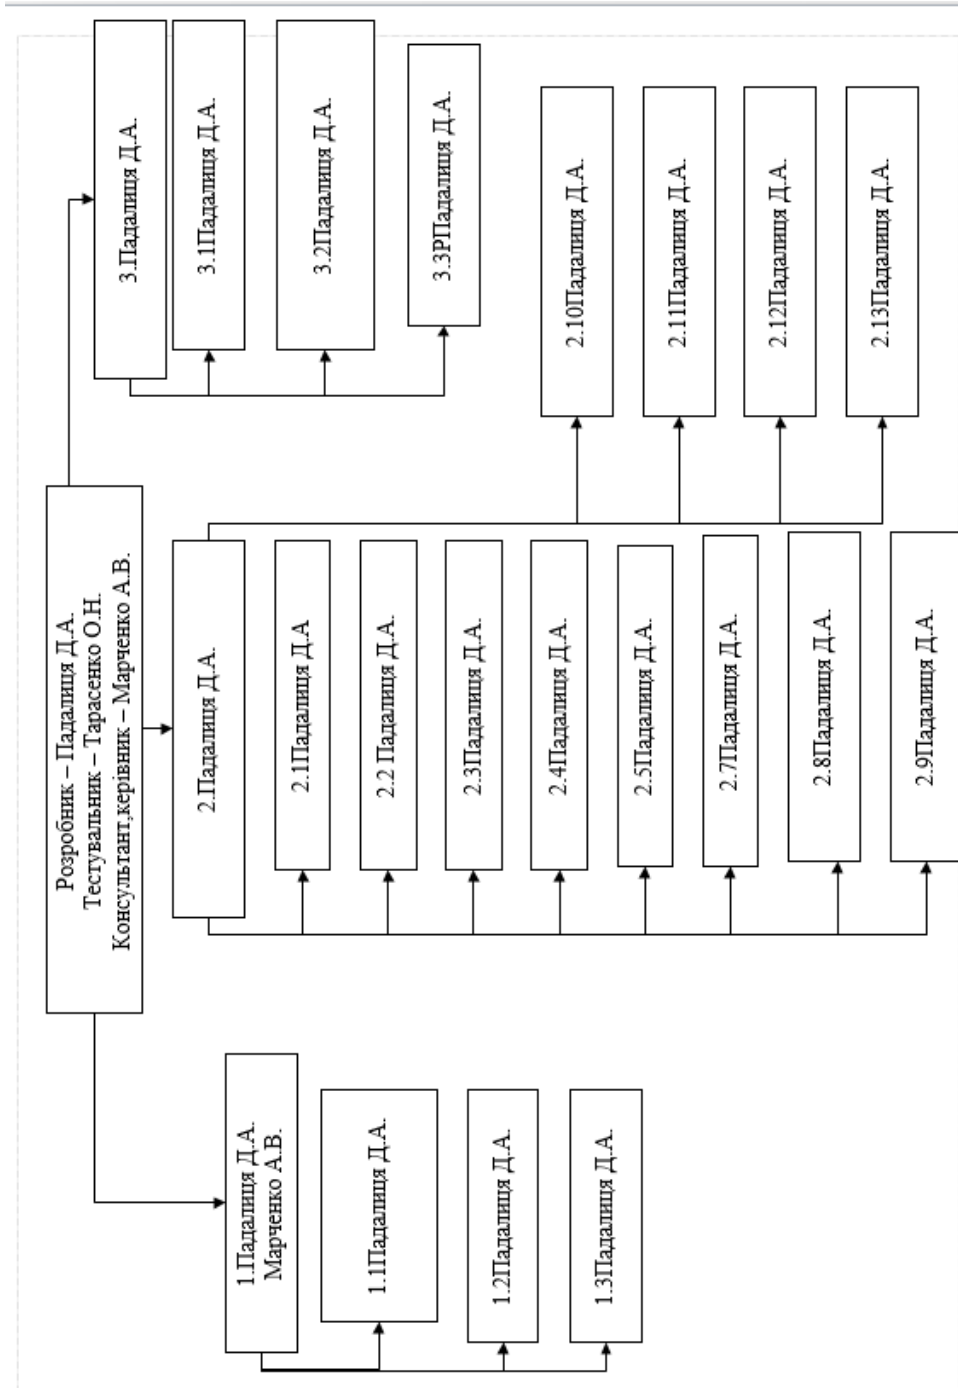 Розробник – Падалиця Д.А.
Тестувальник – Тарасенко О.Н.
Консультант,керівник – Марченко А.В.
1.Падалиця Д.А.
Марченко А.В.
1.1Падалиця Д.А.
1.2Падалиця Д.А.
1.3Падалиця Д.А.
2.Падалиця Д.А.
2.1Падалиця Д.А
2.2 Падалиця Д.А.
2.3Падалиця Д.А.
2.4Падалиця Д.А.
2.5Падалиця Д.А.
2.7Падалиця Д.А.
2.8Падалиця Д.А.
2.9Падалиця Д.А.
2.10Падалиця Д.А.
2.11Падалиця Д.А.
2.12Падалиця Д.А.
2.13Падалиця Д.А.
3.Падалиця Д.А.
3.1Падалиця Д.А.
3.2Падалиця Д.А.
3.3РПадалиця Д.А.